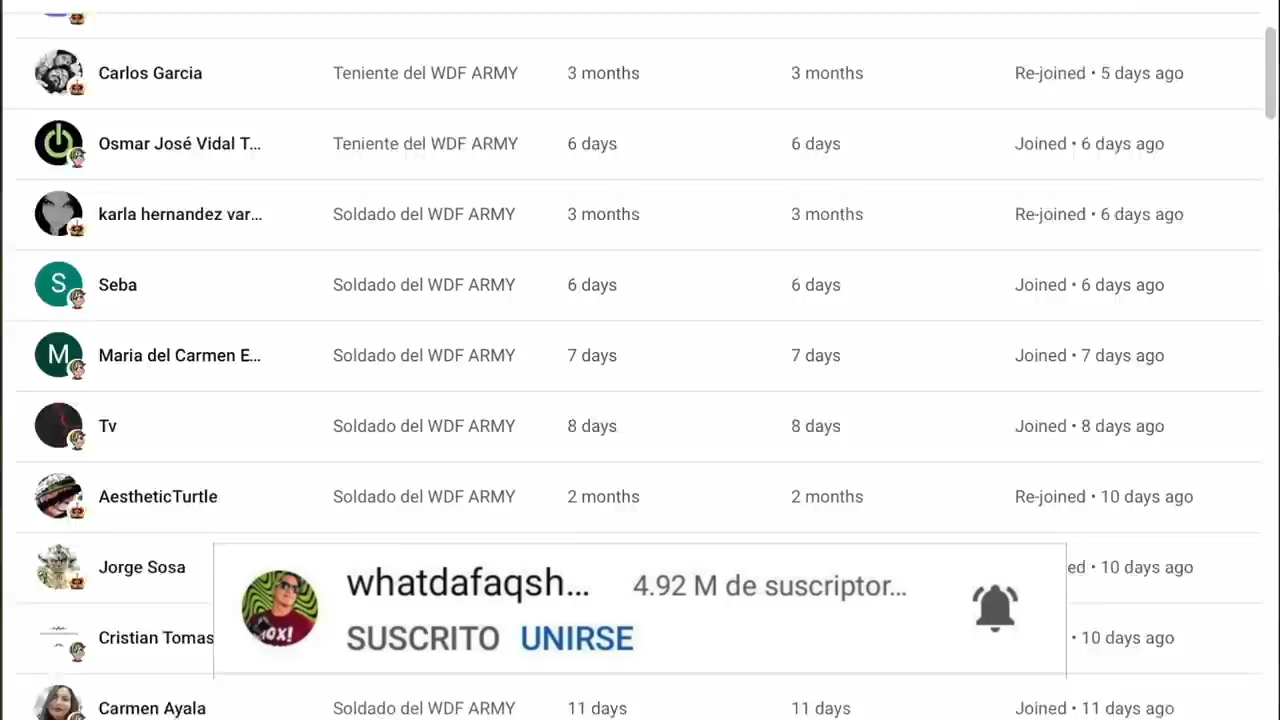 Carlos Garcia Teniente del WDF ARMY 3 months 3 months Re-joined • 5 days ago
Osmar José Vidal T... Teniente del WDF ARMY 6 days 6 days Joined • 6 days ago
karla hernandez var... Soldado del WDF ARMY 3 months 3 months Re-joined • 6 days ago
S Seba Soldado del WDF ARMY 6 days 6 days Joined • 6 days ago
M Maria del Carmen E... Soldado del WDF ARMY 7 days 7 days Joined • 7 days ago
Tv Soldado del WDF ARMY 8 days 8 days Joined • 8 days ago
AestheticTurtle Soldado del WDF ARMY 2 months 2 months Re-joined • 10 days ago
Jorge Sosa ed • 10 days ago
whatdafaqsh... 4.92 M de suscriptor...
SUSCRITO UNIRSE
Cristian Tomas • 10 days ago
Carmen Ayala Soldado del WDF ARMY 11 days 11 days Joined • 11 days ago